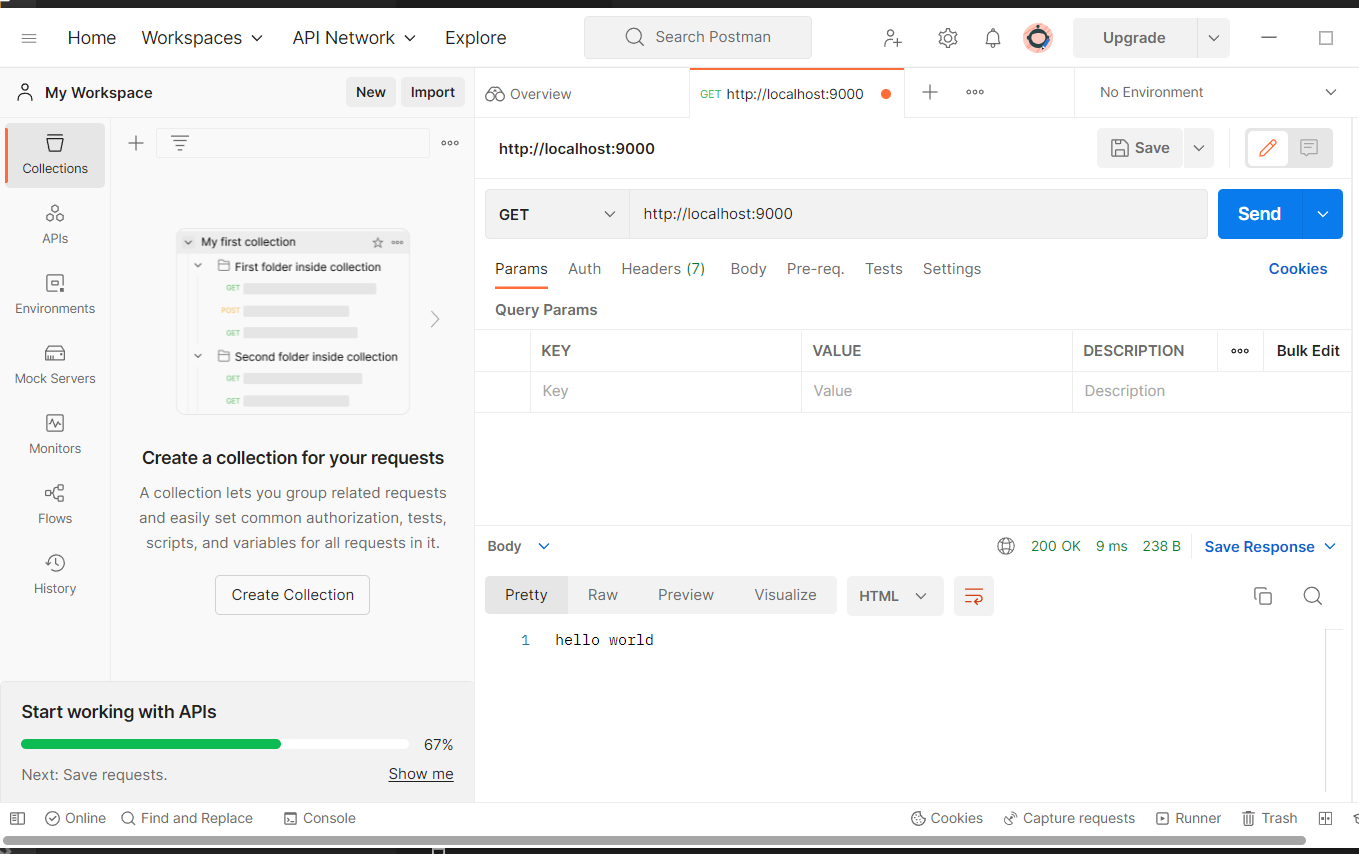 Home Workspaces API Network Explore Search Postman Upgrade
My Workspace New Import Overview GET http://localhost:9000 No Environment
Collections
APIs
Environments
Mock Servers
Monitors
Flows
History
My first collection
First folder inside collection
GET
POST
GET
Second folder inside collection
GET
GET
Create a collection for your requests
A collection lets you group related requests
and easily set common authorization, tests,
scripts, and variables for all requests in it.
Create Collection
Start working with APIs
67%
Next: Save requests. Show me
http://localhost:9000 Save
GET http://localhost:9000 Send
Params Auth Headers (7) Body Pre-req. Tests Settings Cookies
Query Params
KEY VALUE DESCRIPTION Bulk Edit
Key Value Description
Body 200 OK 9 ms 238 B Save Response
Pretty Raw Preview Visualize HTML
1 hello world
Online Find and Replace Console Cookies Capture requests Runner Trash